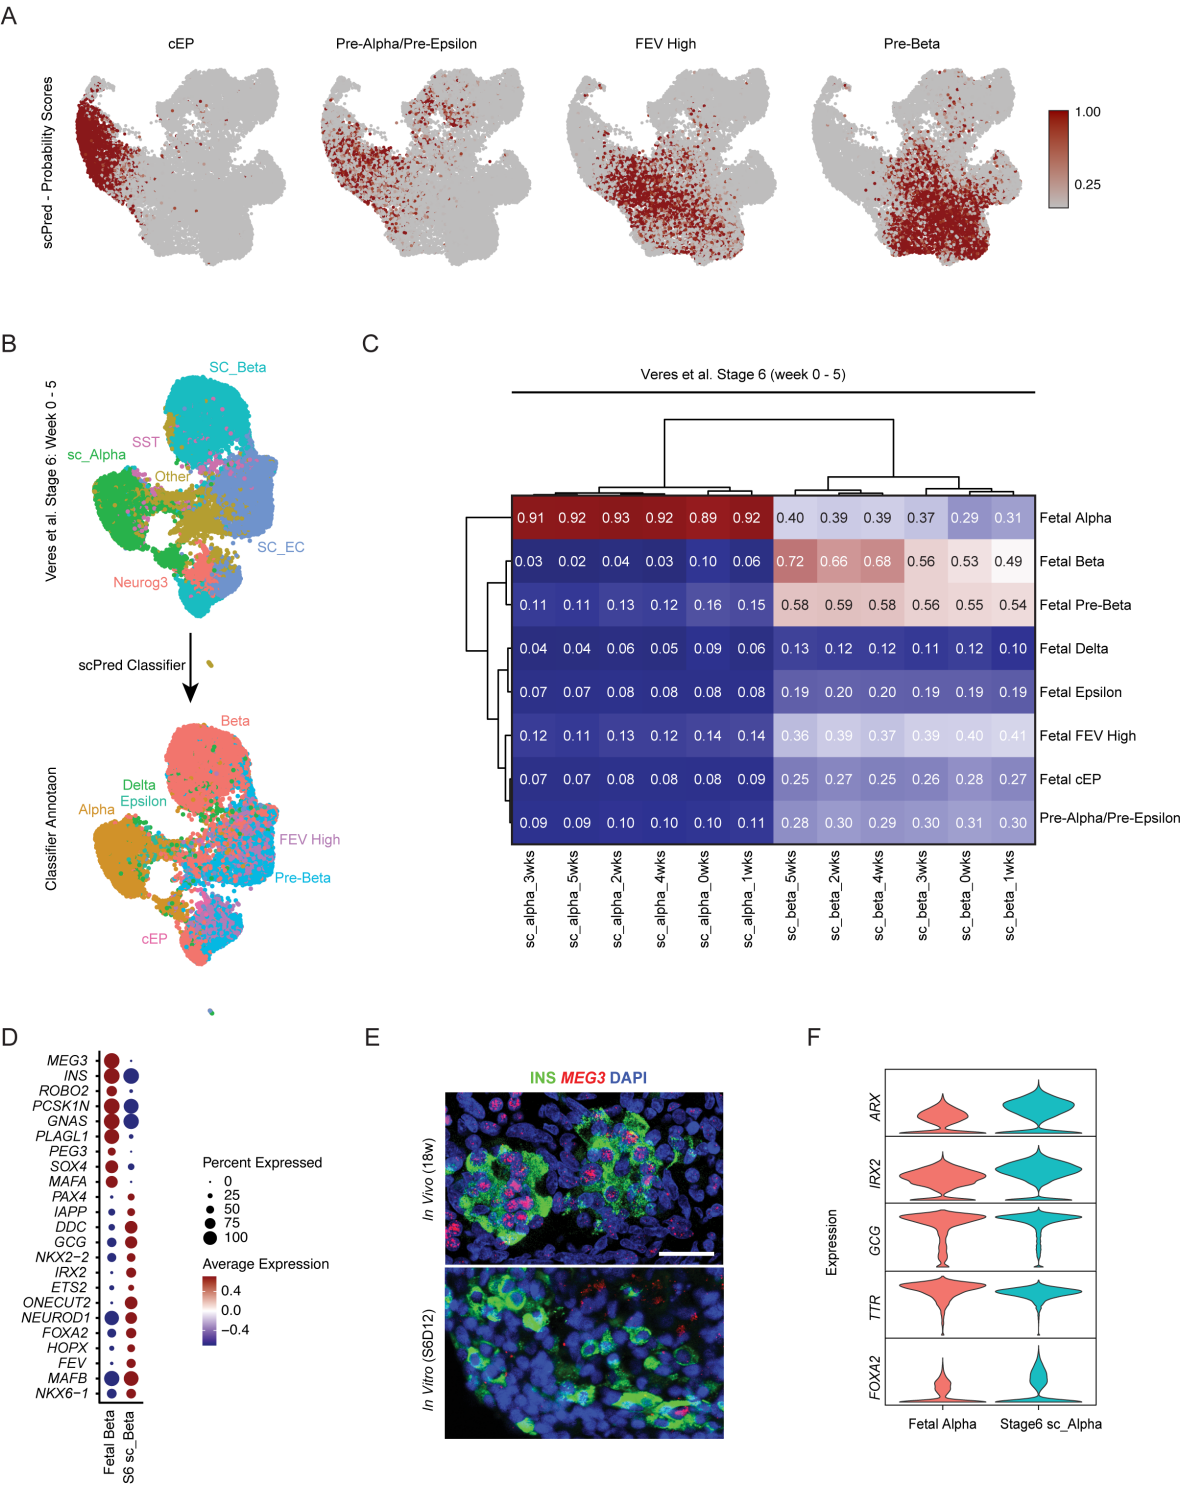 A
cEP
Pre-Alpha/Pre-Epsilon
FEV High
Pre-Beta
scPred - Probability Scores
1.00
0.25
B
Veres et al. Stage 6: Week 0 - 5
SC_Beta
SST
sc_Alpha
Other
SC_EC
Neurog3
scPred Classifier
Classifier Annotaon
Beta
Delta
Epsilon
Alpha
FEV High
Pre-Beta
cEP
C
Veres et al. Stage 6 (week 0 - 5)
0.91 0.92 0.93 0.92 0.89 0.92 0.40 0.39 0.39 0.37 0.29 0.31 Fetal Alpha
0.03 0.02 0.04 0.03 0.10 0.06 0.72 0.66 0.68 0.56 0.53 0.49 Fetal Beta
0.11 0.11 0.13 0.12 0.16 0.15 0.58 0.59 0.58 0.56 0.55 0.54 Fetal Pre-Beta
0.04 0.04 0.06 0.05 0.09 0.06 0.13 0.12 0.12 0.11 0.12 0.10 Fetal Delta
0.07 0.07 0.08 0.08 0.08 0.08 0.19 0.20 0.20 0.19 0.19 0.19 Fetal Epsilon
0.12 0.11 0.13 0.12 0.14 0.14 0.36 0.39 0.37 0.39 0.40 0.41 Fetal FEV High
0.07 0.07 0.08 0.08 0.08 0.09 0.25 0.27 0.25 0.26 0.28 0.27 Fetal cEP
0.09 0.09 0.10 0.10 0.10 0.11 0.28 0.30 0.29 0.30 0.31 0.30 Pre-Alpha/Pre-Epsilon
sc_alpha_3wks
sc_alpha_5wks
sc_alpha_2wks
sc_alpha_4wks
sc_alpha_0wks
sc_alpha_1wks
sc_beta_5wks
sc_beta_2wks
sc_beta_4wks
sc_beta_3wks
sc_beta_0wks
sc_beta_1wks
D
MEG3
INS
ROBO2
PCSK1N
GNAS
PLAGL1
PEG3
SOX4
MAFA
PAX4
IAPP
DDC
GCG
NKX2-2
IRX2
ETS2
ONECUT2
NEUROD1
FOXA2
HOPX
FEV
MAFB
NKX6-1
Fetal Beta
S6 sc_Beta
Percent Expressed
0
25
50
75
100
Average Expression
0.4
0.0
−0.4
E
INS MEG3 DAPI
In Vivo (18w)
In Vitro (S6D12)
F
Expression
ARX
IRX2
GCG
TTR
FOXA2
Fetal Alpha
Stage6 sc_Alpha